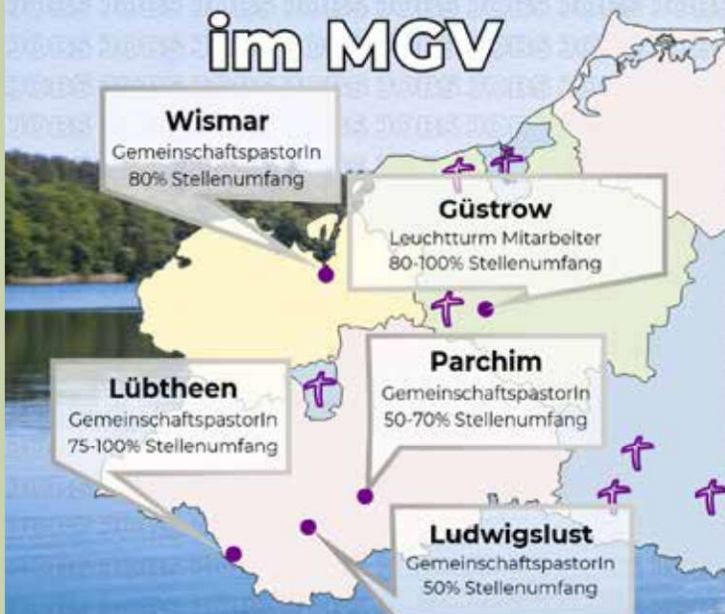 im MGV
Wismar
GemeinschaftspastorIn
80% Stellenumfang
Güstrow
Leuchtturm Mitarbeiter
80-100% Stellenumfang
Parchim
GemeinschaftspastorIn
50-70% Stellenumfang
Lübtheen
GemeinschaftspastorIn
75-100% Stellenumfang
Ludwigslust
GemeinschaftspastorIn
50% Stellenumfang